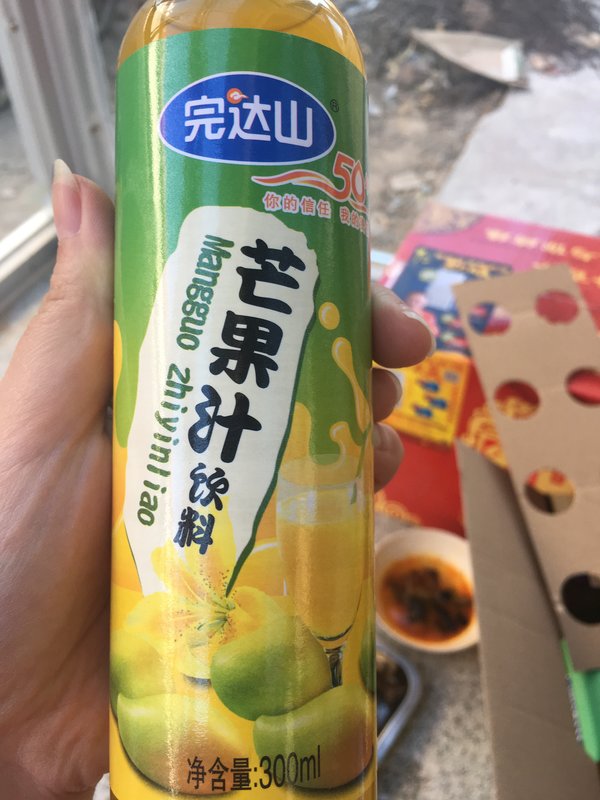 完达山
®
50
你的信任 我的
芒果汁
饮料
Mangguo zhiyinliao
净含量:300ml